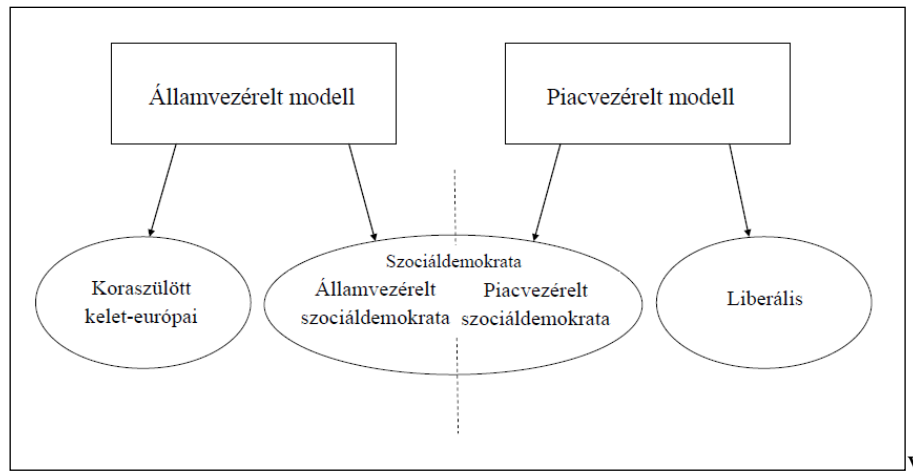 Államvezérelt modell
Piacvezérelt modell
Koraszülött
kelet-európai
Szociáldemokrata
Államvezérelt
szociáldemokrata
Piacvezérelt
szociáldemokrata
Liberális